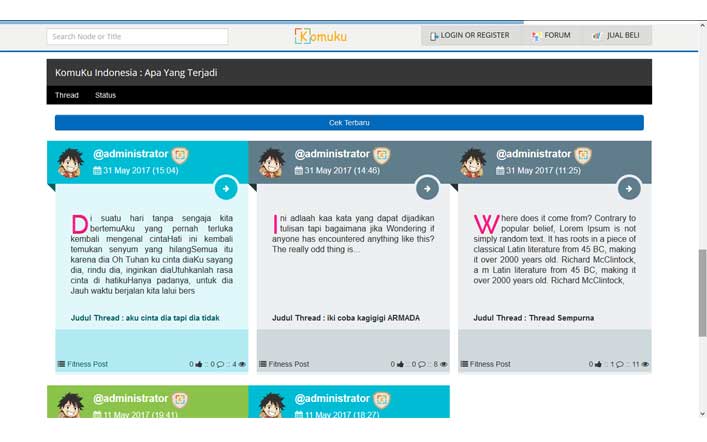 Search Node or Title
Komuku
LOGIN OR REGISTER
FORUM
JUAL BELI
KomuKu Indonesia : Apa Yang Terjadi
Thread Status
Cek Terbaru
@administrator
31 May 2017 (15:04)
Di suatu hari tanpa sengaja kita
bertemuAku yang pernah terluka
kembali mengenal cintaHati ini kembali
temukan senyum yang hilangSemua itu
karena dia Oh Tuhan ku cinta diaKu sayang
dia, rindu dia, inginkan diaUtuhkanlah rasa
cinta di hatikuHanya padanya, untuk dia
Jauh waktu berjalan kita lalui bers
Judul Thread : aku cinta dia tapi dia tidak
Fitness Post
0 :: 0 :: 4
@administrator
31 May 2017 (14:46)
Ini adlaah kaa kata yang dapat dijadikan
tulisan tapi bagaimana jika Wondering if
anyone has encountered anything like this?
The really odd thing is...
Judul Thread : iki coba kagigigi ARMADA
Fitness Post
0 :: 0 :: 8
@administrator
31 May 2017 (11:25)
Where does it come from? Contrary to
popular belief, Lorem Ipsum is not
simply random text. It has roots in a piece of
classical Latin literature from 45 BC, making
it over 2000 years old. Richard McClintock,
a m Latin literature from 45 BC, making it
over 2000 years old. Richard McClintock,
Judul Thread : Thread Sempurna
Fitness Post
0 :: 1 :: 11
@administrator
11 May 2017 (19:41)
@administrator
11 May 2017 (18:27)